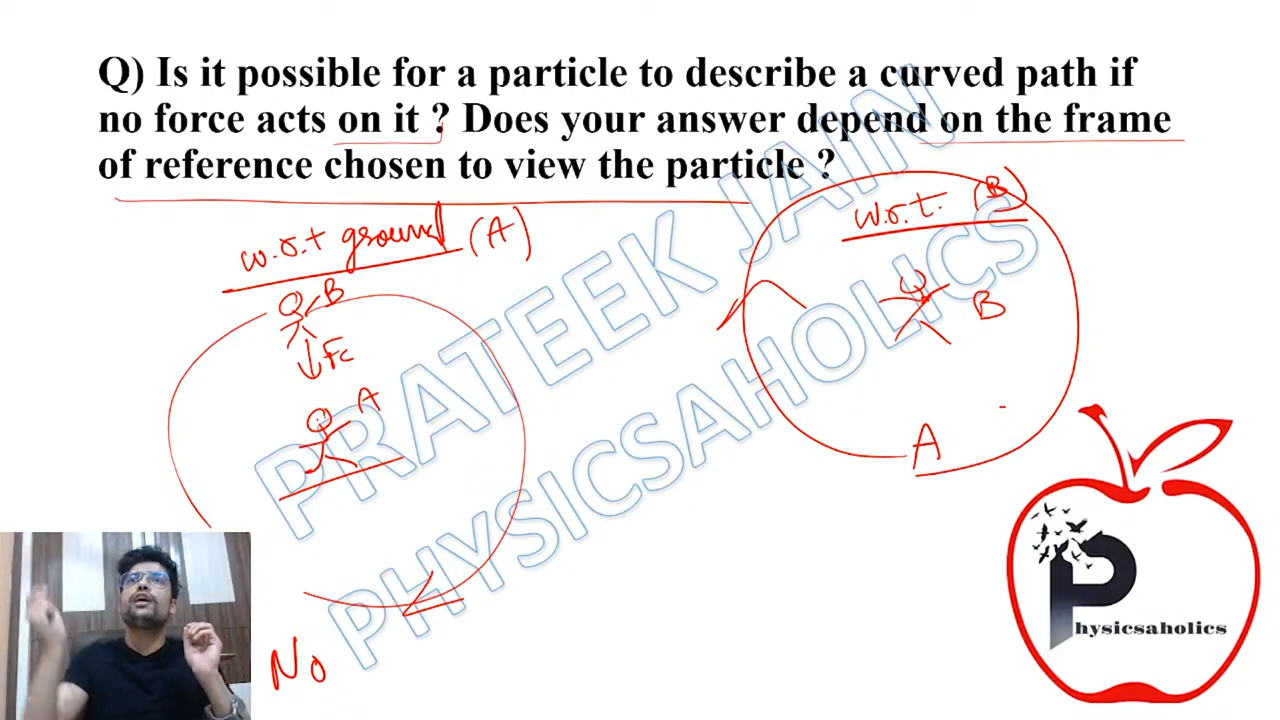 Q) Is it possible for a particle to describe a curved path if
no force acts on it ? Does your answer depend on the frame
of reference chosen to view the particle ?
w.r.t ground (A)
w.r.t. (B)
B
Fc
A
B
A
No
PRATEEK JAIN
PHYSICSAHOLICS
Physicsaholics